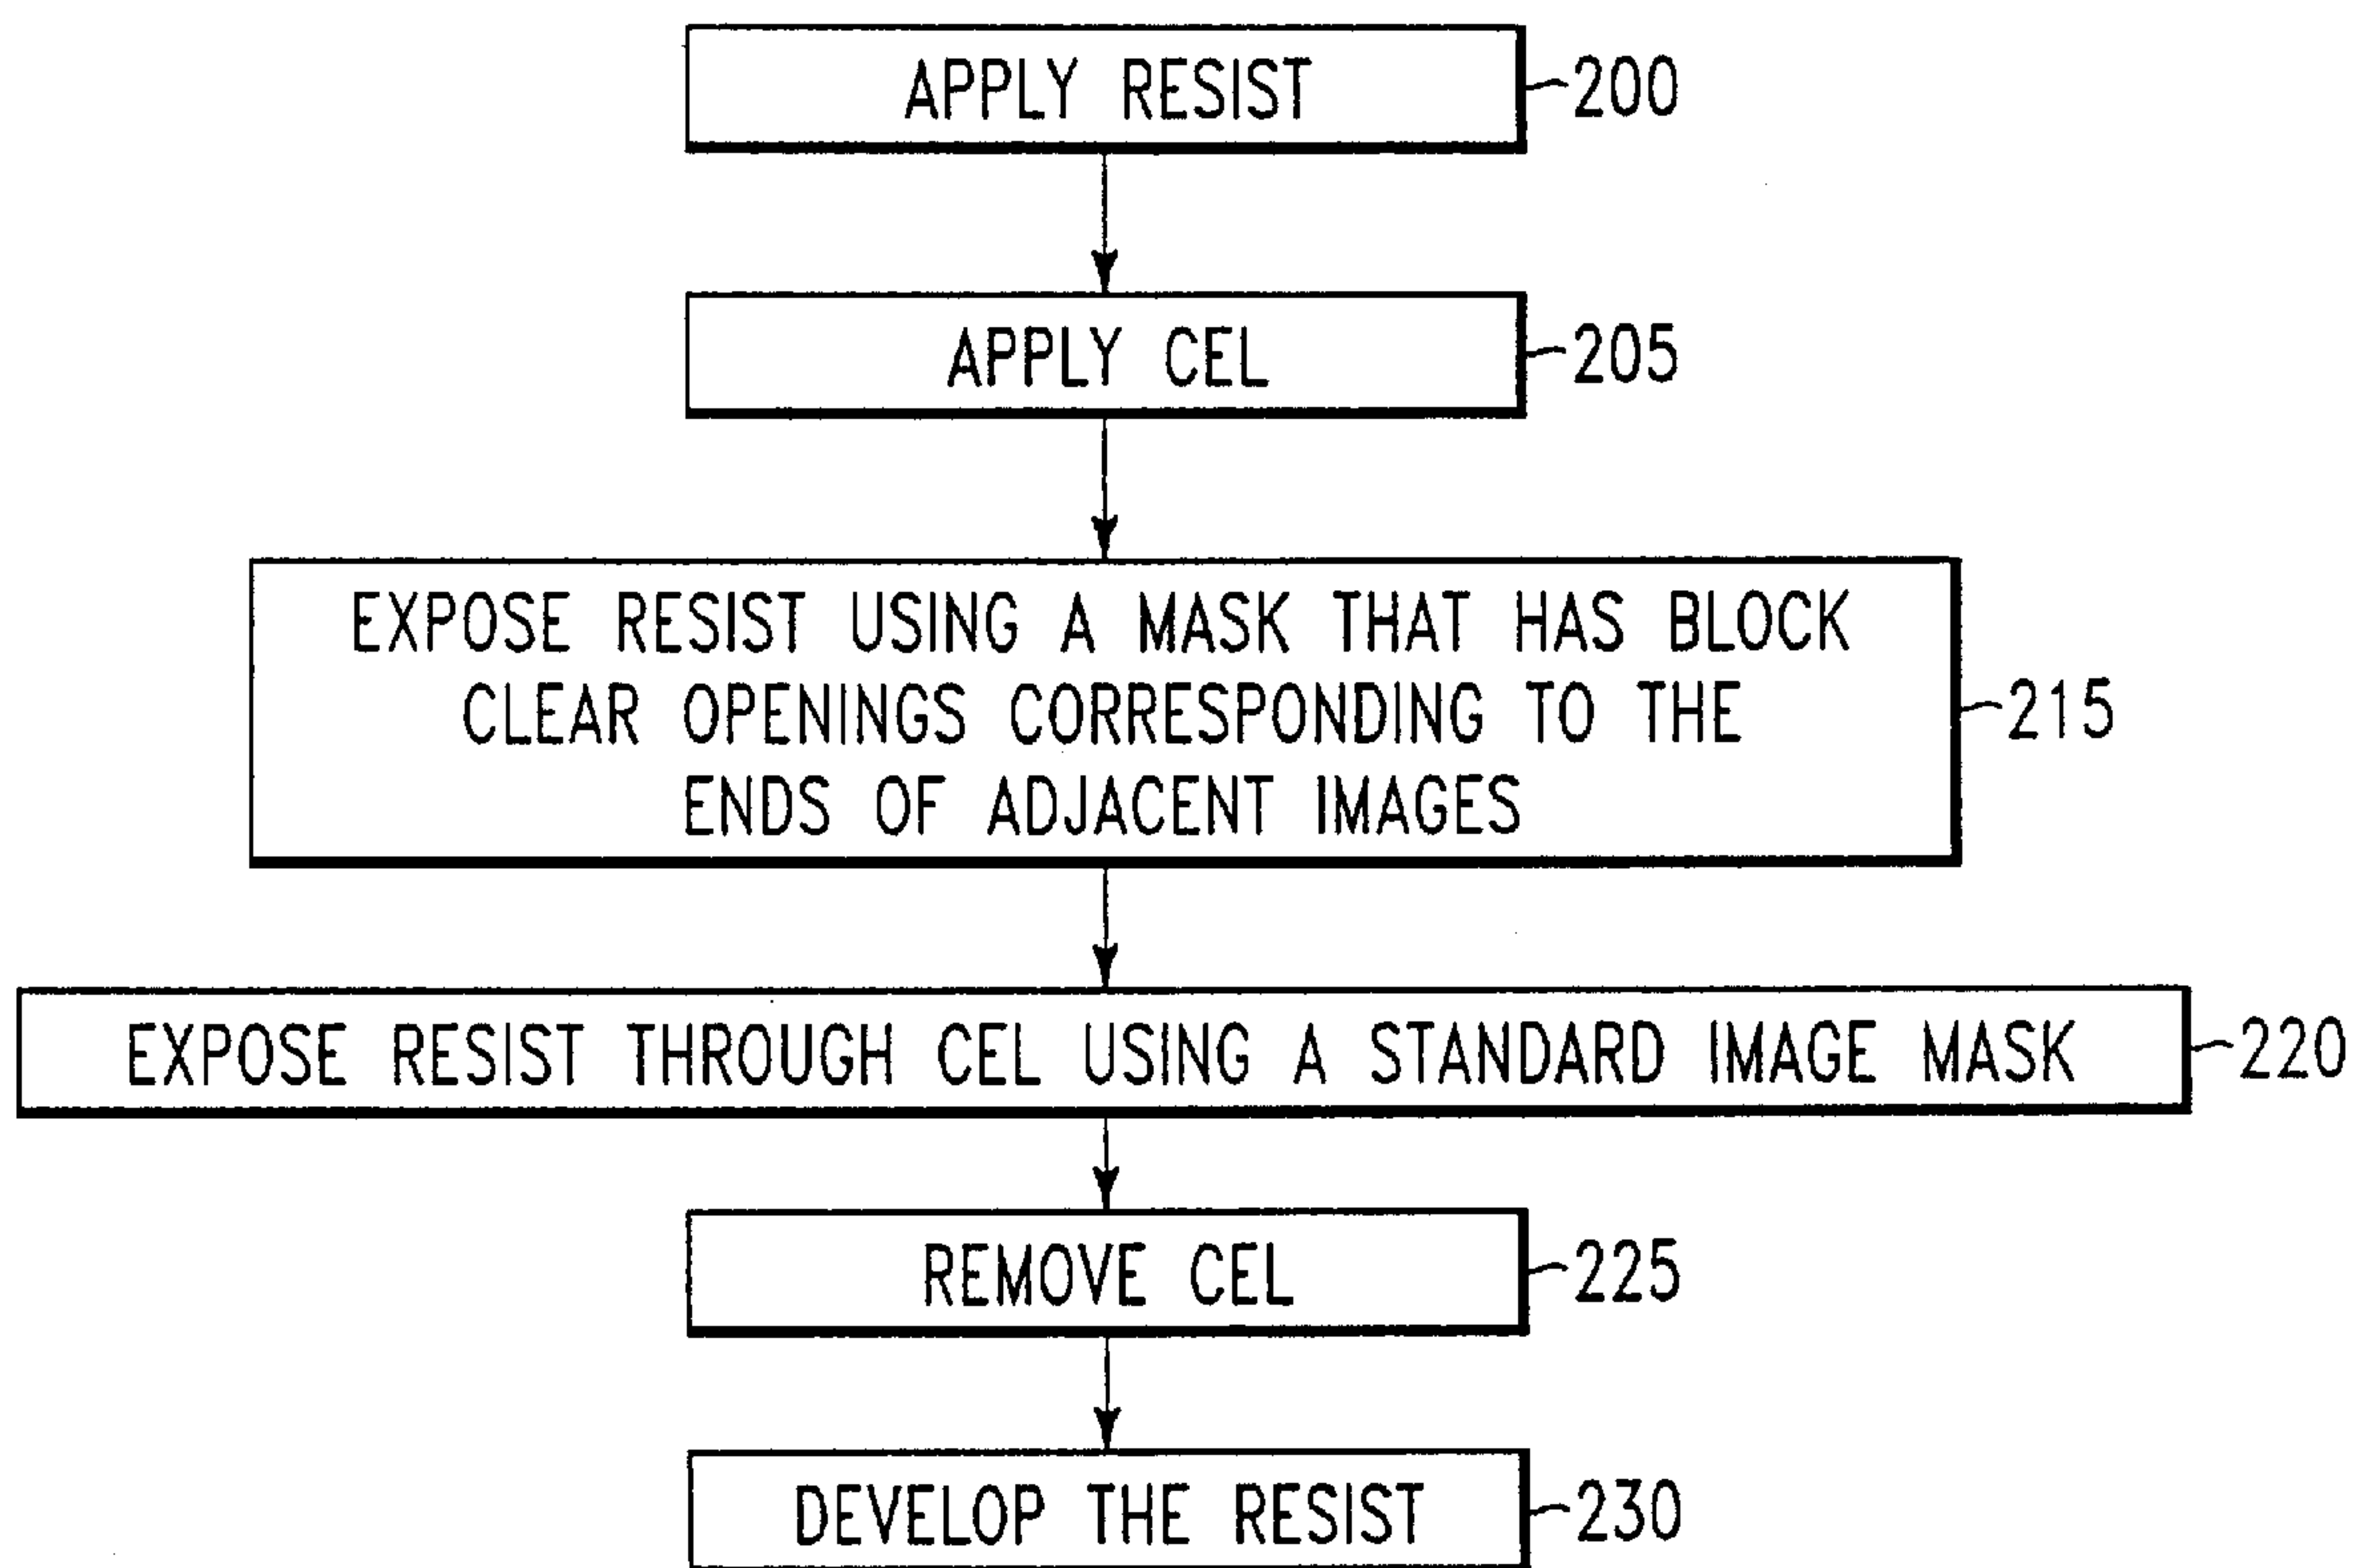 APPLY RESIST
200
APPLY CEL
205
EXPOSE RESIST USING A MASK THAT HAS BLOCK
CLEAR OPENINGS CORRESPONDING TO THE
ENDS OF ADJACENT IMAGES
215
EXPOSE RESIST THROUGH CEL USING A STANDARD IMAGE MASK
220
REMOVE CEL
225
DEVELOP THE RESIST
230